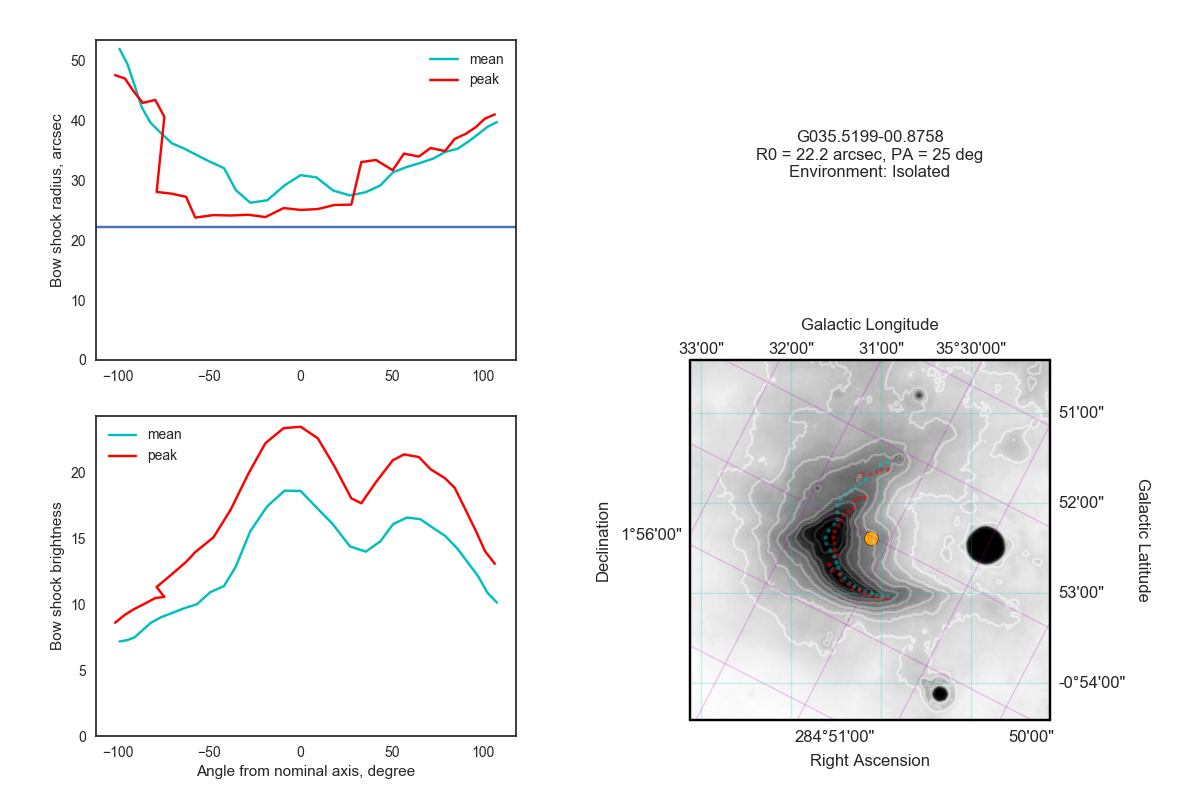 50
40
30
20
10
0
Bow shock radius, arcsec
mean
peak
−100
−50
0
50
100
G035.5199-00.8758
R0 = 22.2 arcsec, PA = 25 deg
Environment: Isolated
20
15
10
5
0
Bow shock brightness
mean
peak
−100
−50
0
50
100
Angle from nominal axis, degree
Galactic Longitude
33'00"
32'00"
31'00"
35°30'00"
51'00"
52'00"
53'00"
-0°54'00"
Galactic Latitude
Declination
1°56'00"
284°51'00"
50'00"
Right Ascension